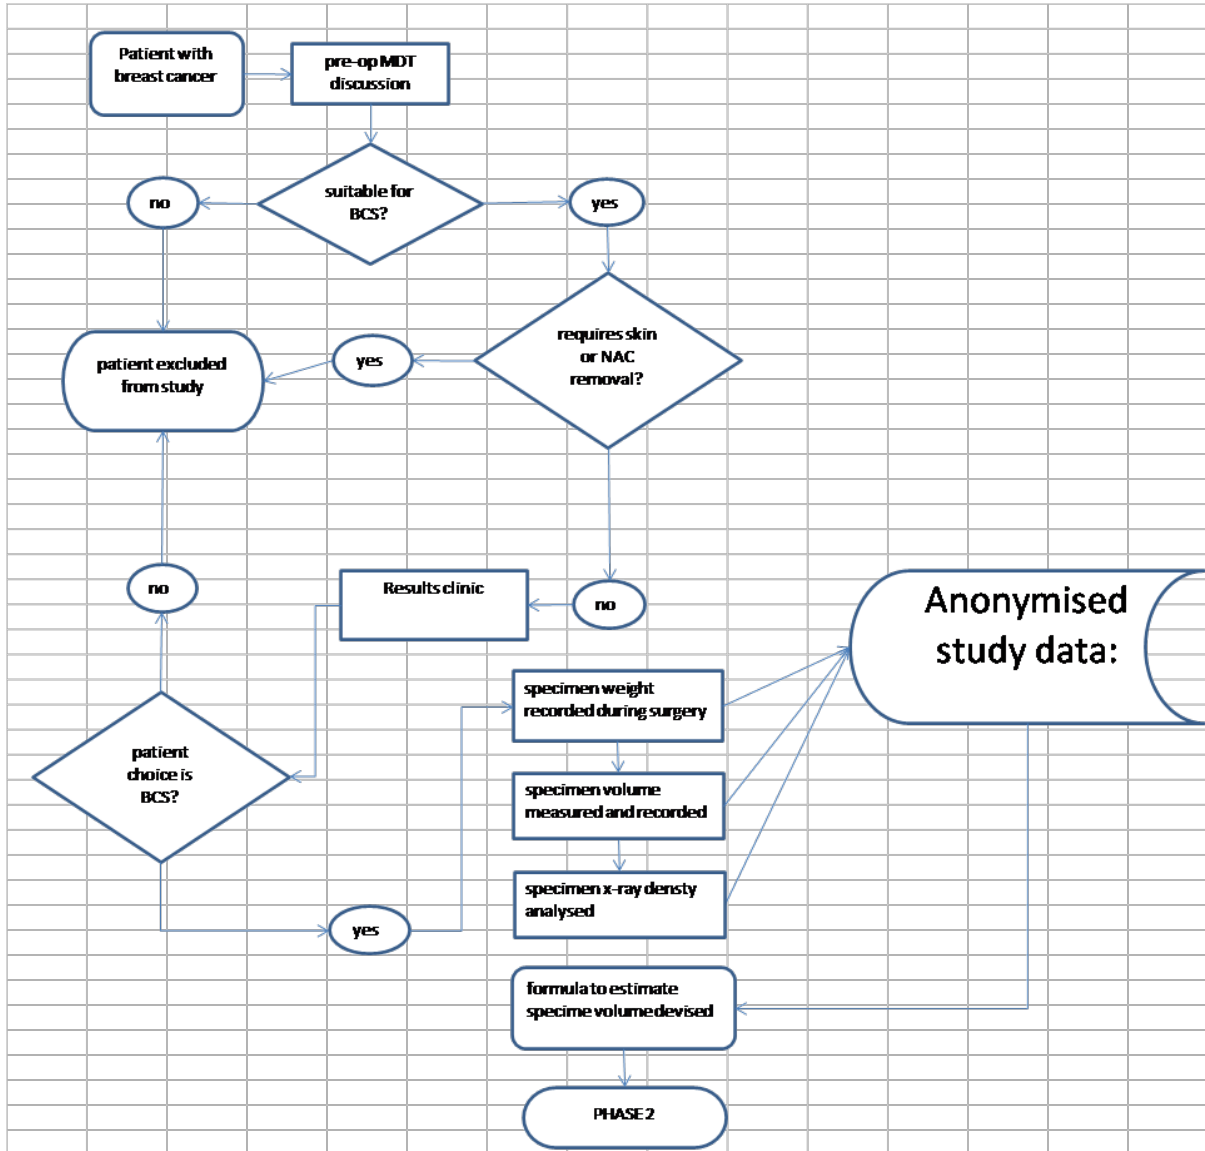 Patient with
breast cancer
pre-op MDT
discussion
suitable for
BCS?
no
yes
requires skin
or NAC
removal?
yes
patient excluded
from study
no
Results clinic
no
Anonymised
study data:
specimen weight
recorded during surgery
patient
choice is
BCS?
specimen volume
measured and recorded
specimen x-ray densty
analysed
yes
formula to estimate
specime volume devised
PHASE 2